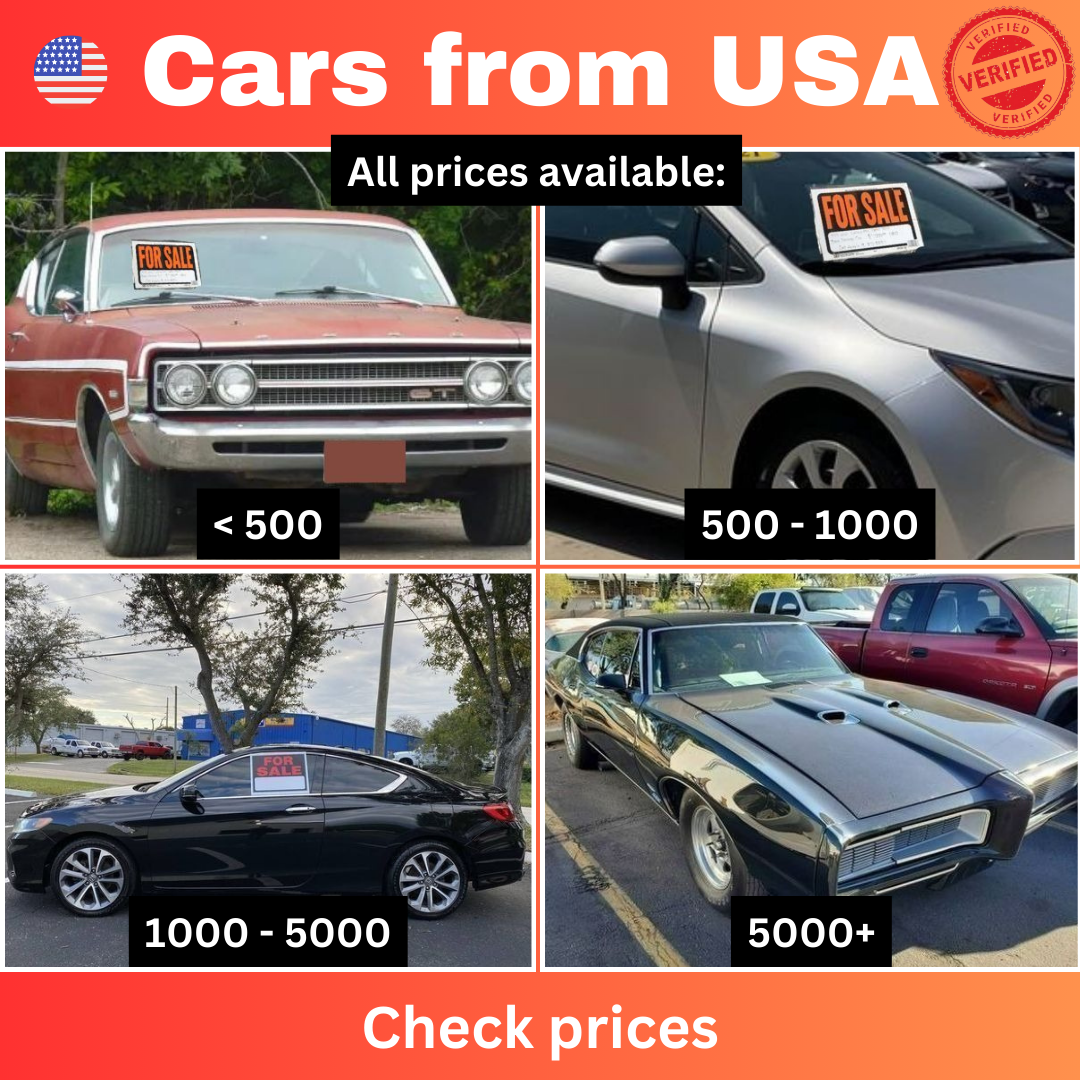 Cars from USA
VERIFIED
VERIFIED
VERIFIED
All prices available:
FOR SALE
FOR SALE
GT
< 500
500 - 1000
FOR
SALE
1000 - 5000
5000+
Check prices